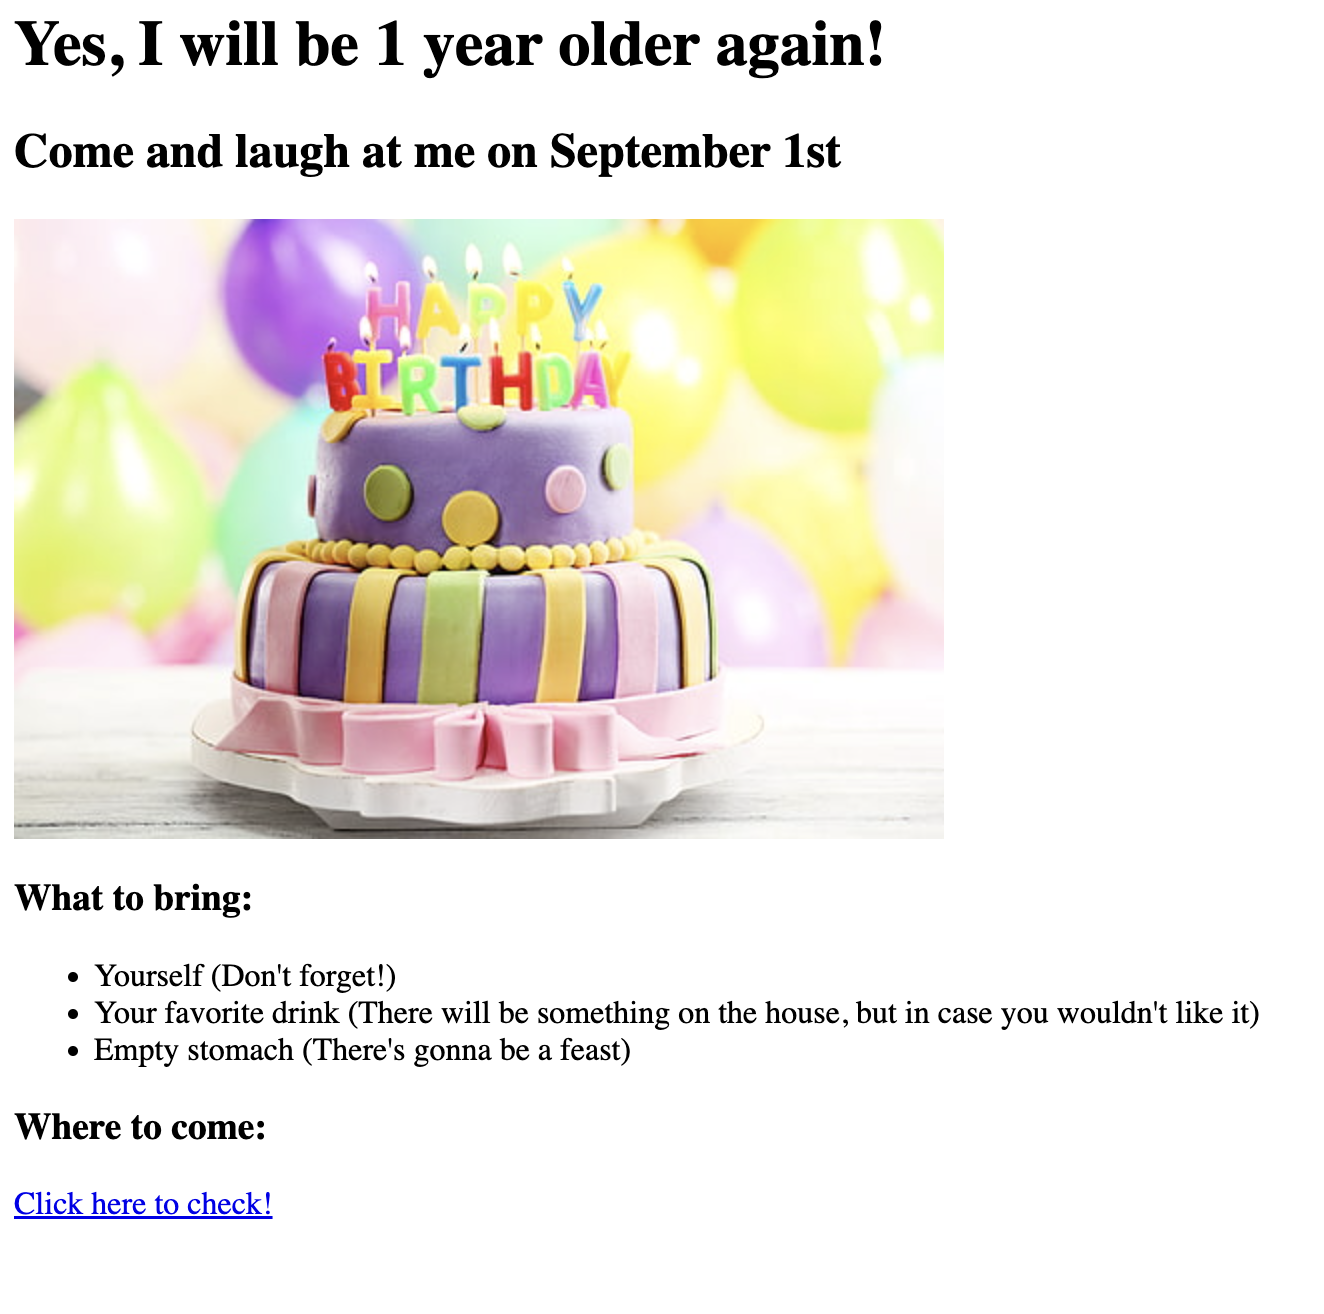 Yes, I will be 1 year older again!
Come and laugh at me on September 1st
HAPPY
BIRTHDAY
What to bring:
Yourself (Don't forget!)
Your favorite drink (There will be something on the house, but in case you wouldn't like it)
Empty stomach (There's gonna be a feast)
Where to come:
Click here to check!